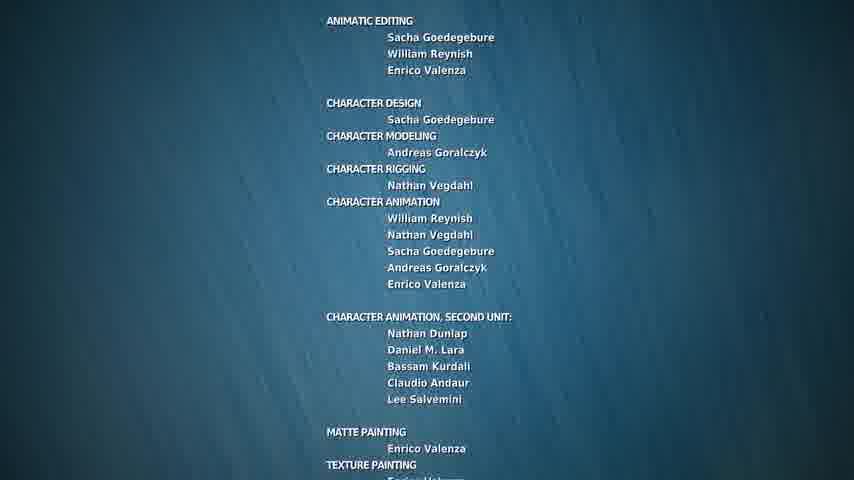 ANIMATIC EDITING
Sacha Goedegebure
William Reynish
Enrico Valenza
CHARACTER DESIGN
Sacha Goedegebure
CHARACTER MODELING
Andreas Goralczyk
CHARACTER RIGGING
Nathan Vegdahl
CHARACTER ANIMATION
William Reynish
Nathan Vegdahl
Sacha Goedegebure
Andreas Goralczyk
Enrico Valenza
CHARACTER ANIMATION, SECOND UNIT:
Nathan Dunlap
Daniel M. Lara
Bassam Kurdali
Claudio Andaur
Lee Salvemini
MATTE PAINTING
Enrico Valenza
TEXTURE PAINTING